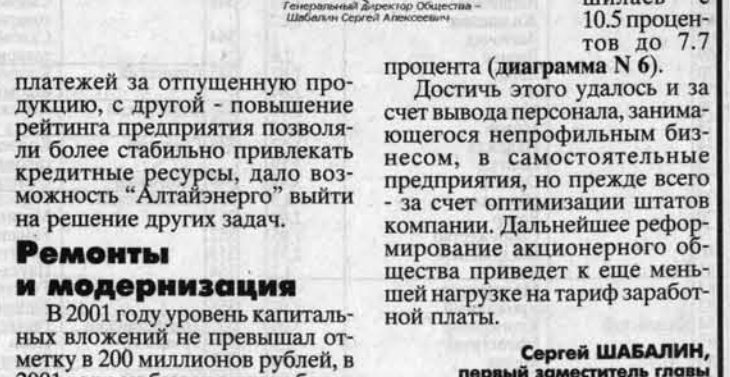 Генеральный Директор Общества –
Шабалин Сергей Алексеевич
платежей за отпущенную про-
дукцию, с другой - повышение
рейтинга предприятия позволя-
ли более стабильно привлекать
кредитные ресурсы, дало воз-
можность “Алтайэнерго” выйти
на решение других задач.
Ремонты
и модернизация
В 2001 году уровень капиталь-
ных вложений не превышал от-
метку в 200 миллионов рублей, в
10.5 процен-
тов до 7.7
процента (диаграмма N 6).
Достичь этого удалось и за
счет вывода персонала, занима-
ющегося непрофильным биз-
несом, в самостоятельные
предприятия, но прежде всего
- за счет оптимизации штатов
компании. Дальнейшее рефор-
мирование акционерного об-
щества приведет к еще мень-
шей нагрузке на тариф заработ-
ной платы.
Сергей ШАБАЛИН,
первый заместитель главы